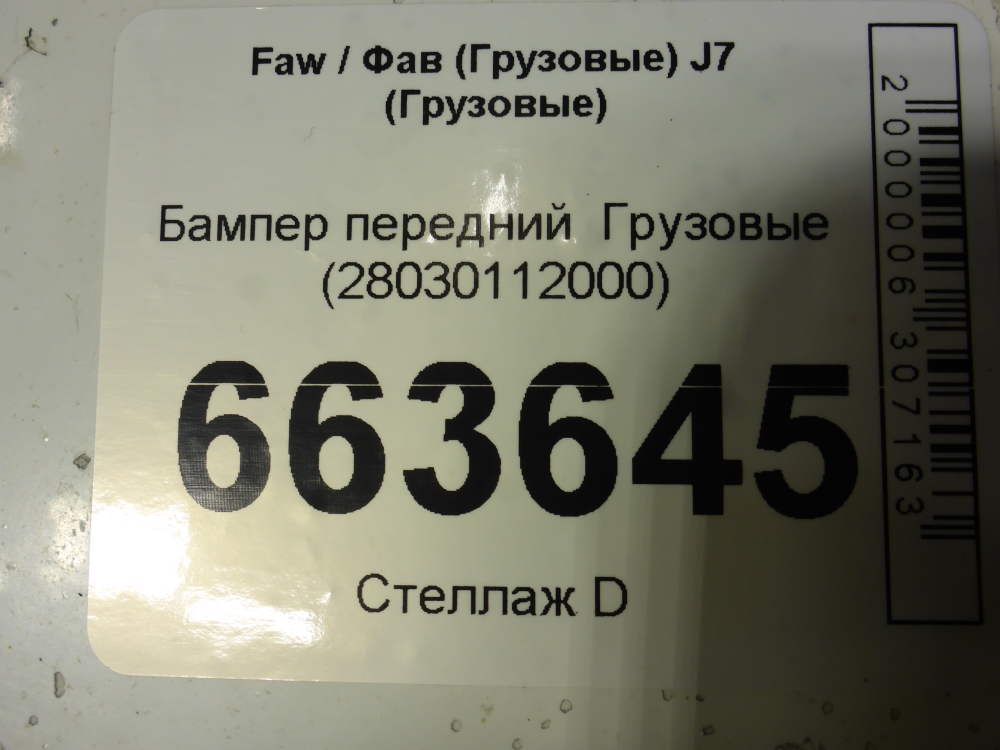 Faw / Фав (Грузовые) J7
(Грузовые)
Бампер передний Грузовые
(28030112000)
663645
Стеллаж D
2000006307163